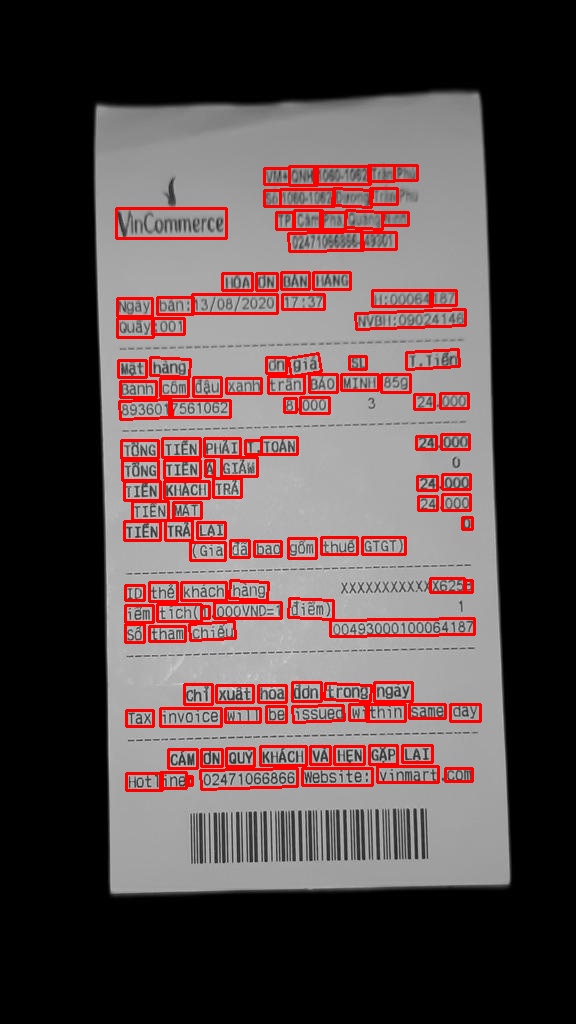 VinCommerce
VM+ QNH 1060-1062 Trần Phú
Số 1060-1062 Đường Trần Phú
TP. Cẩm Phả Quảng Ninh
02471066866-49301
HÓA ĐƠN BÁN HÀNG
Ngày bán:13/08/2020 17:37 H:00064187
Quầy:001 NVBH:09024146
Mặt hàng Đơn giá SL T.Tiền
Bánh cốm đậu xanh trần BẢO MINH 85g
8936017561062 8.000 3 24.000
TỔNG TIỀN PHẢI T.TOÁN 24.000
TỔNG TIỀN ĐÃ GIẢM 0
TIỀN KHÁCH TRẢ 24.000
TIỀN MẶT 24.000
TIỀN TRẢ LẠI 0
(Giá đã bao gồm thuế GTGT)
ID thẻ khách hàng
Điểm tích(1.000VND=1 điểm) 1
Số tham chiếu 00493000100064187
Chỉ xuất hóa đơn trong ngày
Tax invoice will be issued within same day
CẢM ƠN QUÝ KHÁCH VÀ HẸN GẶP LẠI
Hotline: 02471066866 Website: vinmart.com